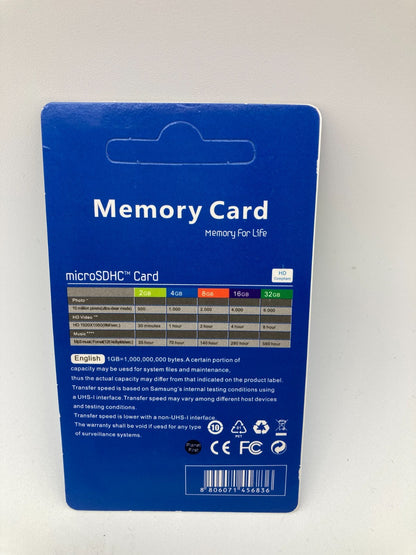 Memory Card
Memory For Life
microSDHC™ Card
HD
2GB 4GB 8GB 16GB 32GB
Photo *
500 1,000 2,000 4,000 8,000
HD Video **
30 minutes 1 hour 2 hour 4 hour 8 hour
Music ****
35 hour 70 hour 140 hour 280 hour 560 hour
English 1GB=1,000,000,000 bytes. A certain portion of
capacity may be used for system files and maintenance,
thus the actual capacity may differ from that indicated on the product label.
Transfer speed is based on Samsung's internal testing conditions using
a UHS-I interface. Transfer speed may vary among different host devices
and testing conditions.
Transfer speed is lower with a non-UHS-I interface.
The warranty shall be void if used for any type
of surveillance systems.
10
PET
Planet
First
CE FC
8 806071 456836